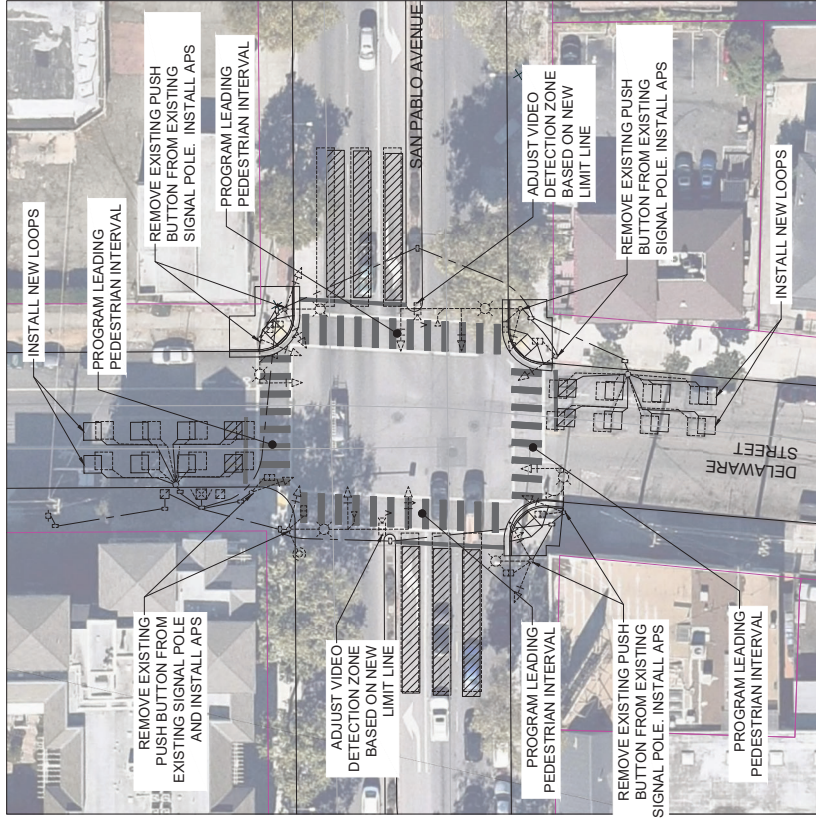 INSTALL NEW LOOPS
PROGRAM LEADING
PEDESTRIAN INTERVAL
REMOVE EXISTING PUSH
BUTTON FROM EXISTING
SIGNAL POLE. INSTALL APS
PROGRAM LEADING
PEDESTRIAN INTERVAL
SAN PABLO AVENUE
ADJUST VIDEO
DETECTION ZONE
BASED ON NEW
LIMIT LINE
REMOVE EXISTING PUSH
BUTTON FROM EXISTING
SIGNAL POLE. INSTALL APS
INSTALL NEW LOOPS
REMOVE EXISTING
PUSH BUTTON FROM
EXISTING SIGNAL POLE
AND INSTALL APS
ADJUST VIDEO
DETECTION ZONE
BASED ON NEW
LIMIT LINE
PROGRAM LEADING
PEDESTRIAN INTERVAL
REMOVE EXISTING PUSH
BUTTON FROM EXISTING
SIGNAL POLE. INSTALL APS
PROGRAM LEADING
PEDESTRIAN INTERVAL
DELAWARE
STREET